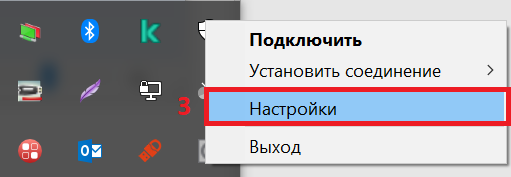 Подключить
Установить соединение
3
Настройки
Выход